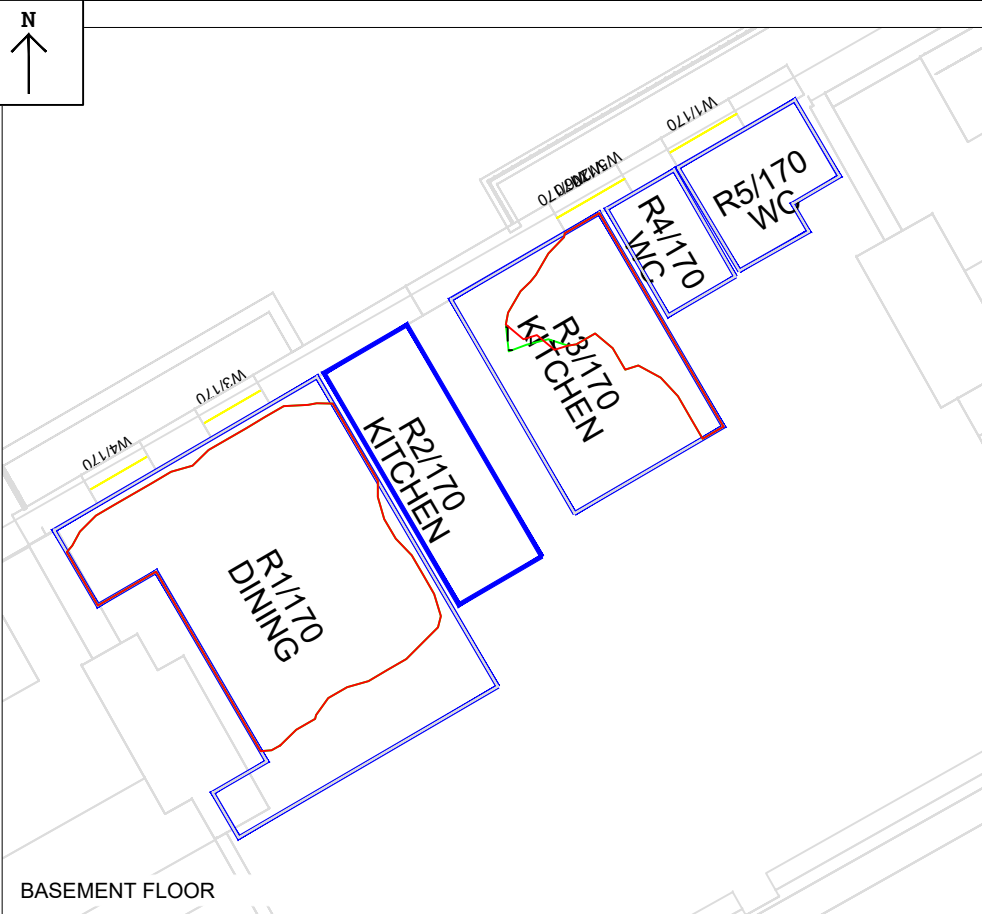 N
W1/170
R5/170
WC
R4/170
WC
R3/170
KITCHEN
W3/170
R2/170
KITCHEN
W4/170
R1/170
DINING
BASEMENT FLOOR